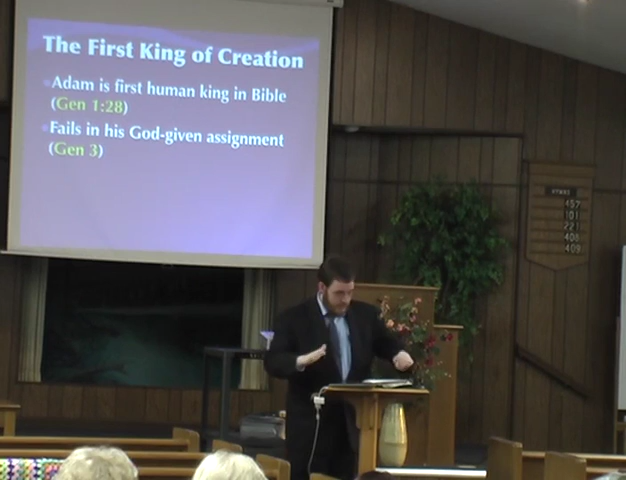 The First King of Creation
Adam is first human king in Bible
(Gen 1:28)
Fails in his God-given assignment
(Gen 3)
HYMNS
457
101
221
408
409